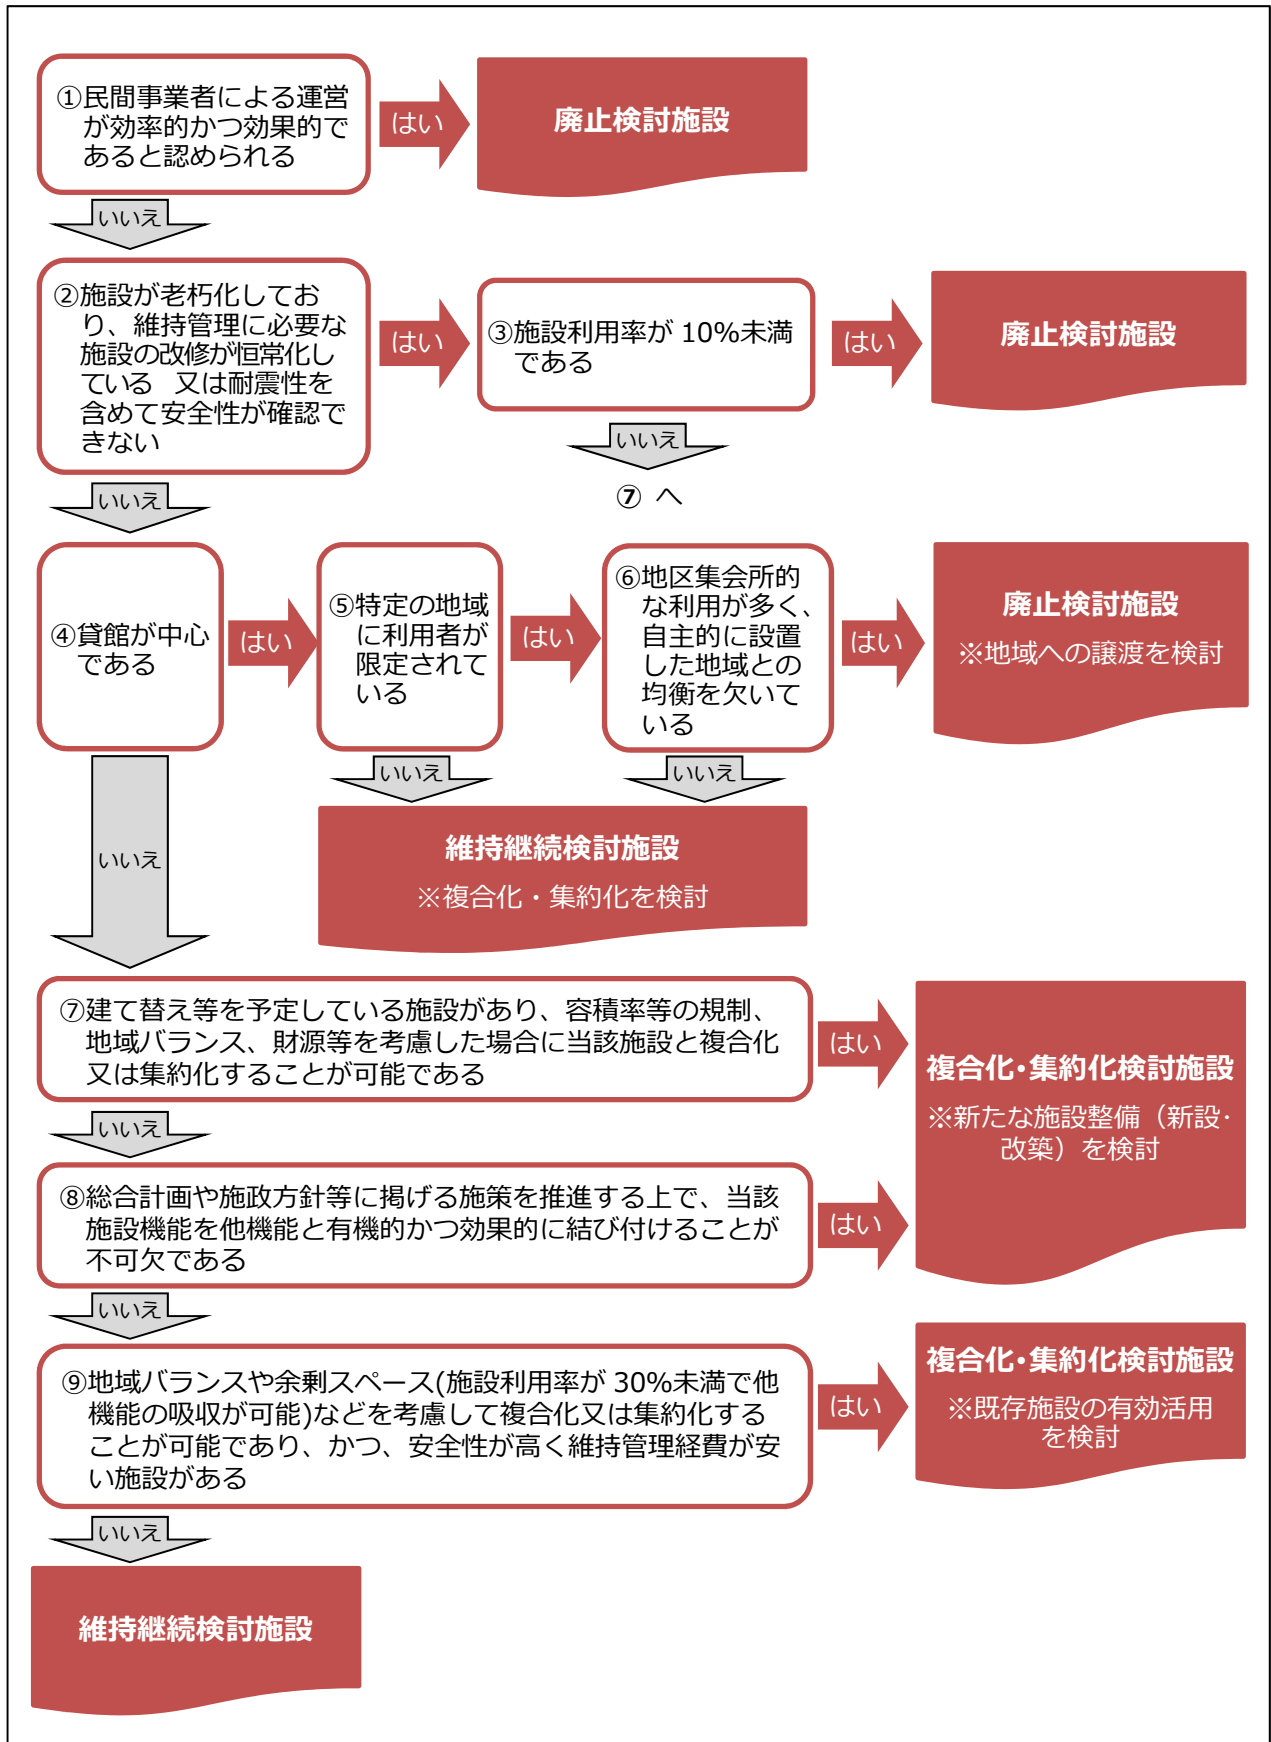 ①民間事業者による運営
が効率的かつ効果的で
あると認められる
はい
廃止検討施設
いいえ
②施設が老朽化してお
り、維持管理に必要な
施設の改修が恒常化し
ている 又は耐震性を
含めて安全性が確認で
きない
はい
③施設利用率が 10%未満
である
はい
廃止検討施設
いいえ
⑦ へ
いいえ
④貸館が中心
である
はい
⑤特定の地域
に利用者が
限定されて
いる
はい
⑥地区集会所的
な利用が多く、
自主的に設置
した地域との
均衡を欠いて
いる
はい
廃止検討施設
※地域への譲渡を検討
いいえ
いいえ
維持継続検討施設
※複合化・集約化を検討
いいえ
⑦建て替え等を予定している施設があり、容積率等の規制、
地域バランス、財源等を考慮した場合に当該施設と複合化
又は集約化することが可能である
はい
複合化・集約化検討施設
※新たな施設整備（新設・
改築）を検討
いいえ
⑧総合計画や施政方針等に掲げる施策を推進する上で、当該
施設機能を他機能と有機的かつ効果的に結び付けることが
不可欠である
はい
いいえ
⑨地域バランスや余剰スペース(施設利用率が 30%未満で他
機能の吸収が可能)などを考慮して複合化又は集約化する
ことが可能であり、かつ、安全性が高く維持管理経費が安
い施設がある
はい
複合化・集約化検討施設
※既存施設の有効活用
を検討
いいえ
維持継続検討施設